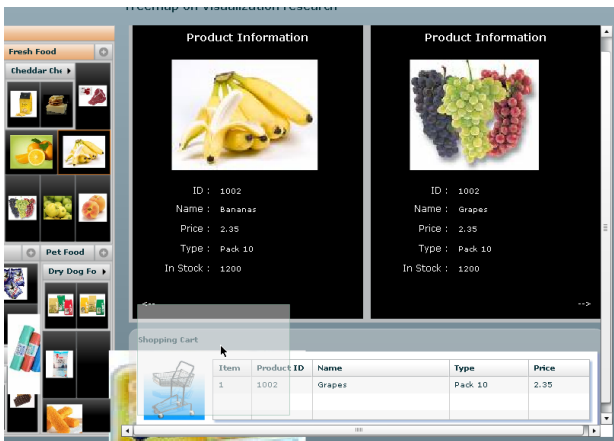 Treemap on Visualization research
Fresh Food
Cheddar Che
Pet Food
Dry Dog Fo
Product Information
ID : 1002
Name : Bananas
Price : 2.35
Type : Pack 10
In Stock : 1200
<--
Product Information
ID : 1002
Name : Grapes
Price : 2.35
Type : Pack 10
In Stock : 1200
-->
Shopping Cart
Item Product ID Name Type Price
1 1002 Grapes Pack 10 2.35